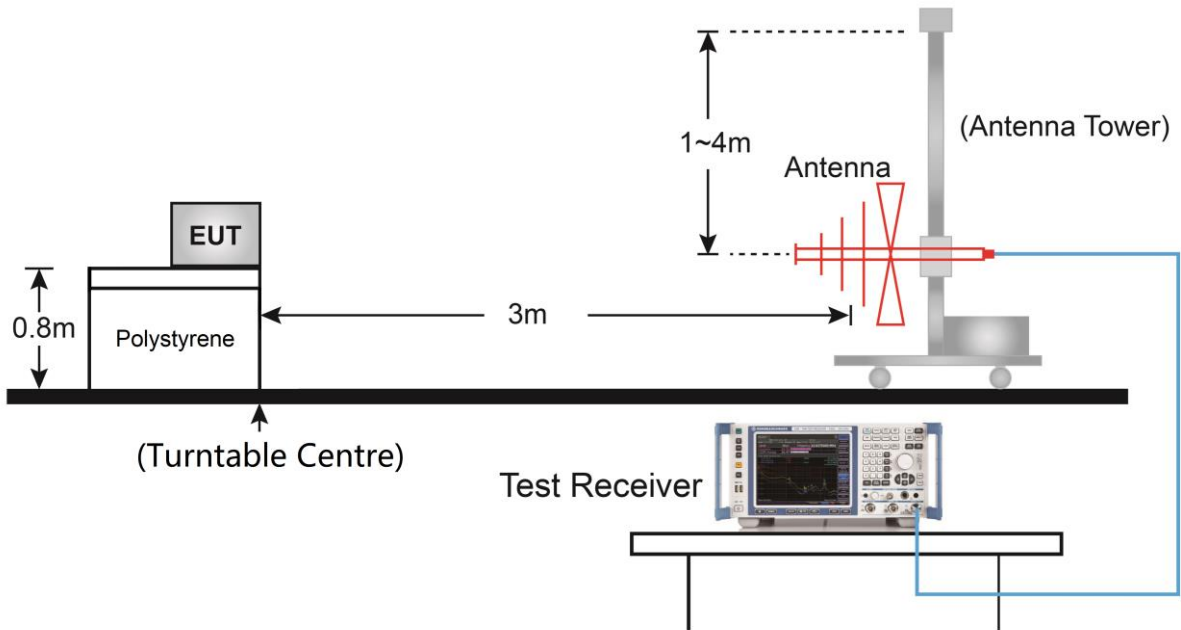 1~4m
(Antenna Tower)
Antenna
EUT
0.8m
Polystyrene
3m
(Turntable Centre)
Test Receiver